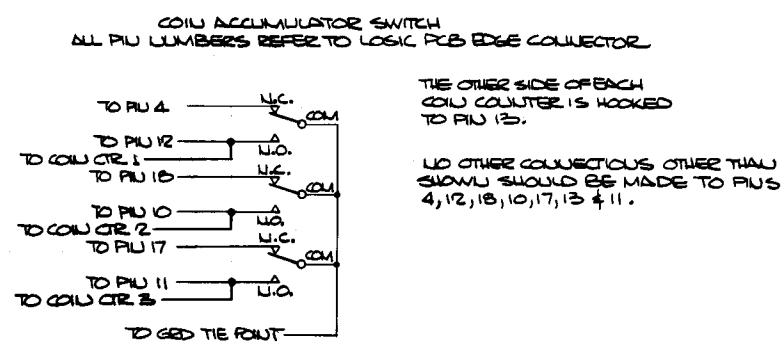 COIN ACCUMULATOR SWITCH
ALL PIN NUMBERS REFER TO LOGIC PCB EDGE CONNECTOR
TO PIN 4
N.C.
COM
TO PIN 12
N.O.
TO COIN CTR 1
TO PIN 18
N.C.
COM
TO PIN 10
N.O.
TO COIN CTR 2
TO PIN 17
N.C.
COM
TO PIN 11
N.O.
TO COIN CTR 3
TO GRD TIE POINT
THE OTHER SIDE OF EACH
COIN COUNTER IS HOOKED
TO PIN 13.
NO OTHER CONNECTIONS OTHER THAN
SHOWN SHOULD BE MADE TO PINS
4, 12, 18, 10, 17, 13 & 11.